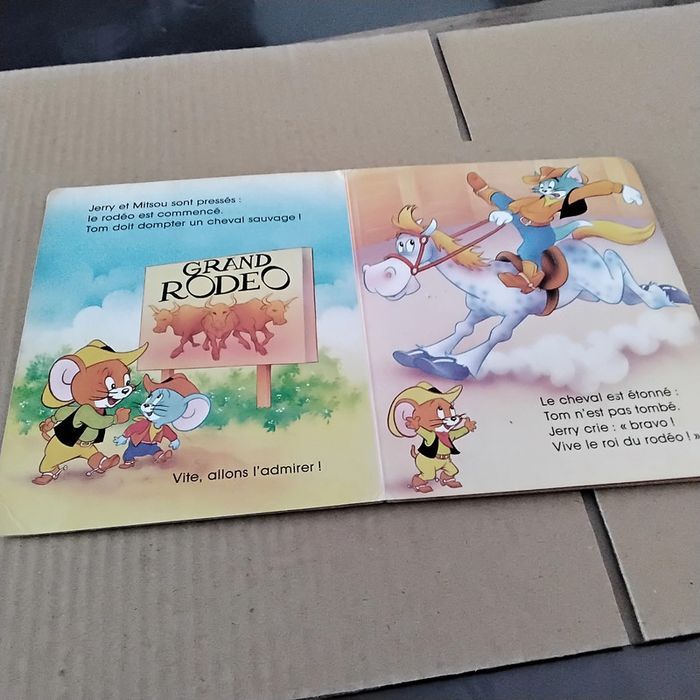 Jerry et Mitsou sont pressés :
le rodéo est commencé.
Tom doit dompter un cheval sauvage !
GRAND
RODEO
Vite, allons l'admirer !
Le cheval est étonné :
Tom n'est pas tombé.
Jerry crie : « bravo !
Vive le roi du rodéo ! »